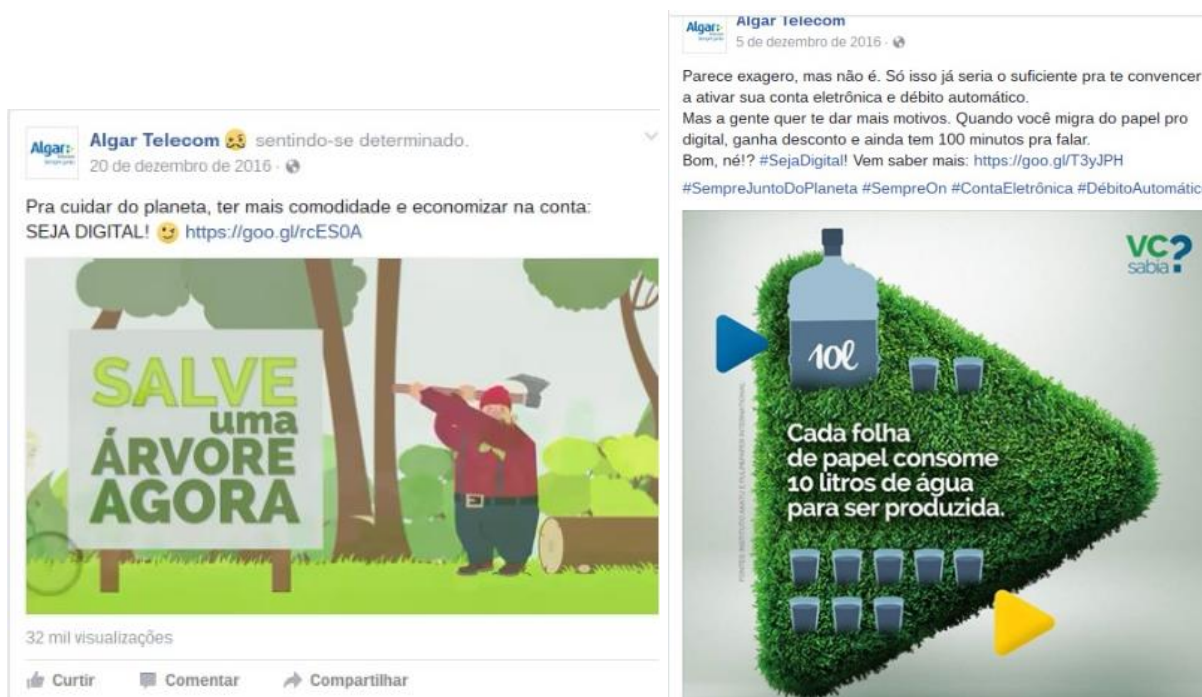 Algar
Algar Telecom sentindo-se determinado.
20 de dezembro de 2016
Pra cuidar do planeta, ter mais comodidade e economizar na conta:
SEJA DIGITAL! https://goo.gl/rcES0A
SALVE
uma
ÁRVORE
AGORA
32 mil visualizações
Curtir Comentar Compartilhar
Algar
Algar Telecom
5 de dezembro de 2016
Parece exagero, mas não é. Só isso já seria o suficiente pra te convencer
a ativar sua conta eletrônica e débito automático.
Mas a gente quer te dar mais motivos. Quando você migra do papel pro
digital, ganha desconto e ainda tem 100 minutos pra falar.
Bom, né!? #SejaDigital! Vem saber mais: https://goo.gl/T3yJPH
#SempreJuntoDoPlaneta #SempreOn #ContaEletrônica #DébitoAutomátic
VC?
sabia
10l
Cada folha
de papel consome
10 litros de água
para ser produzida.